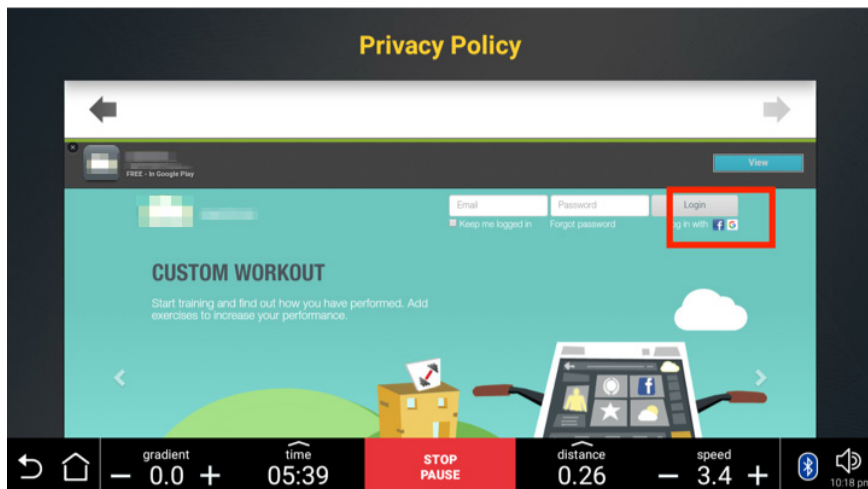 Privacy Policy
FREE - In Google Play
View
Email
Password
Login
Keep me logged in
Forgot password
og in with
CUSTOM WORKOUT
Start training and find out how you have performed. Add
exercises to increase your performance.
gradient
time
STOP
distance
speed
− 0.0 +
05:39
PAUSE
0.26
− 3.4 +
10:18 pm